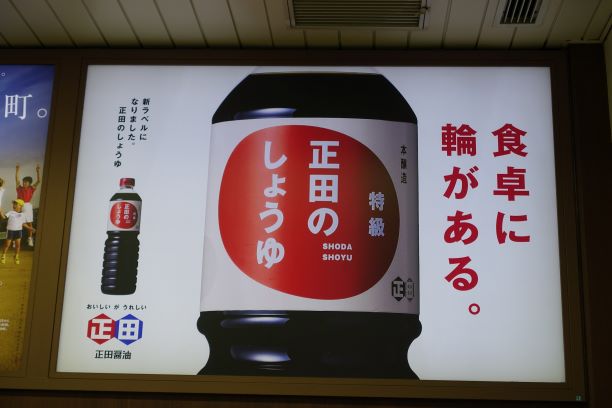 町。
新ラベルに
なりました。
正田のしょうゆ
おいしい が うれしい
正田
正田醤油
本醸造
特級
正田の
しょうゆ
SHODA
SHOYU
正
食卓に
輪がある。